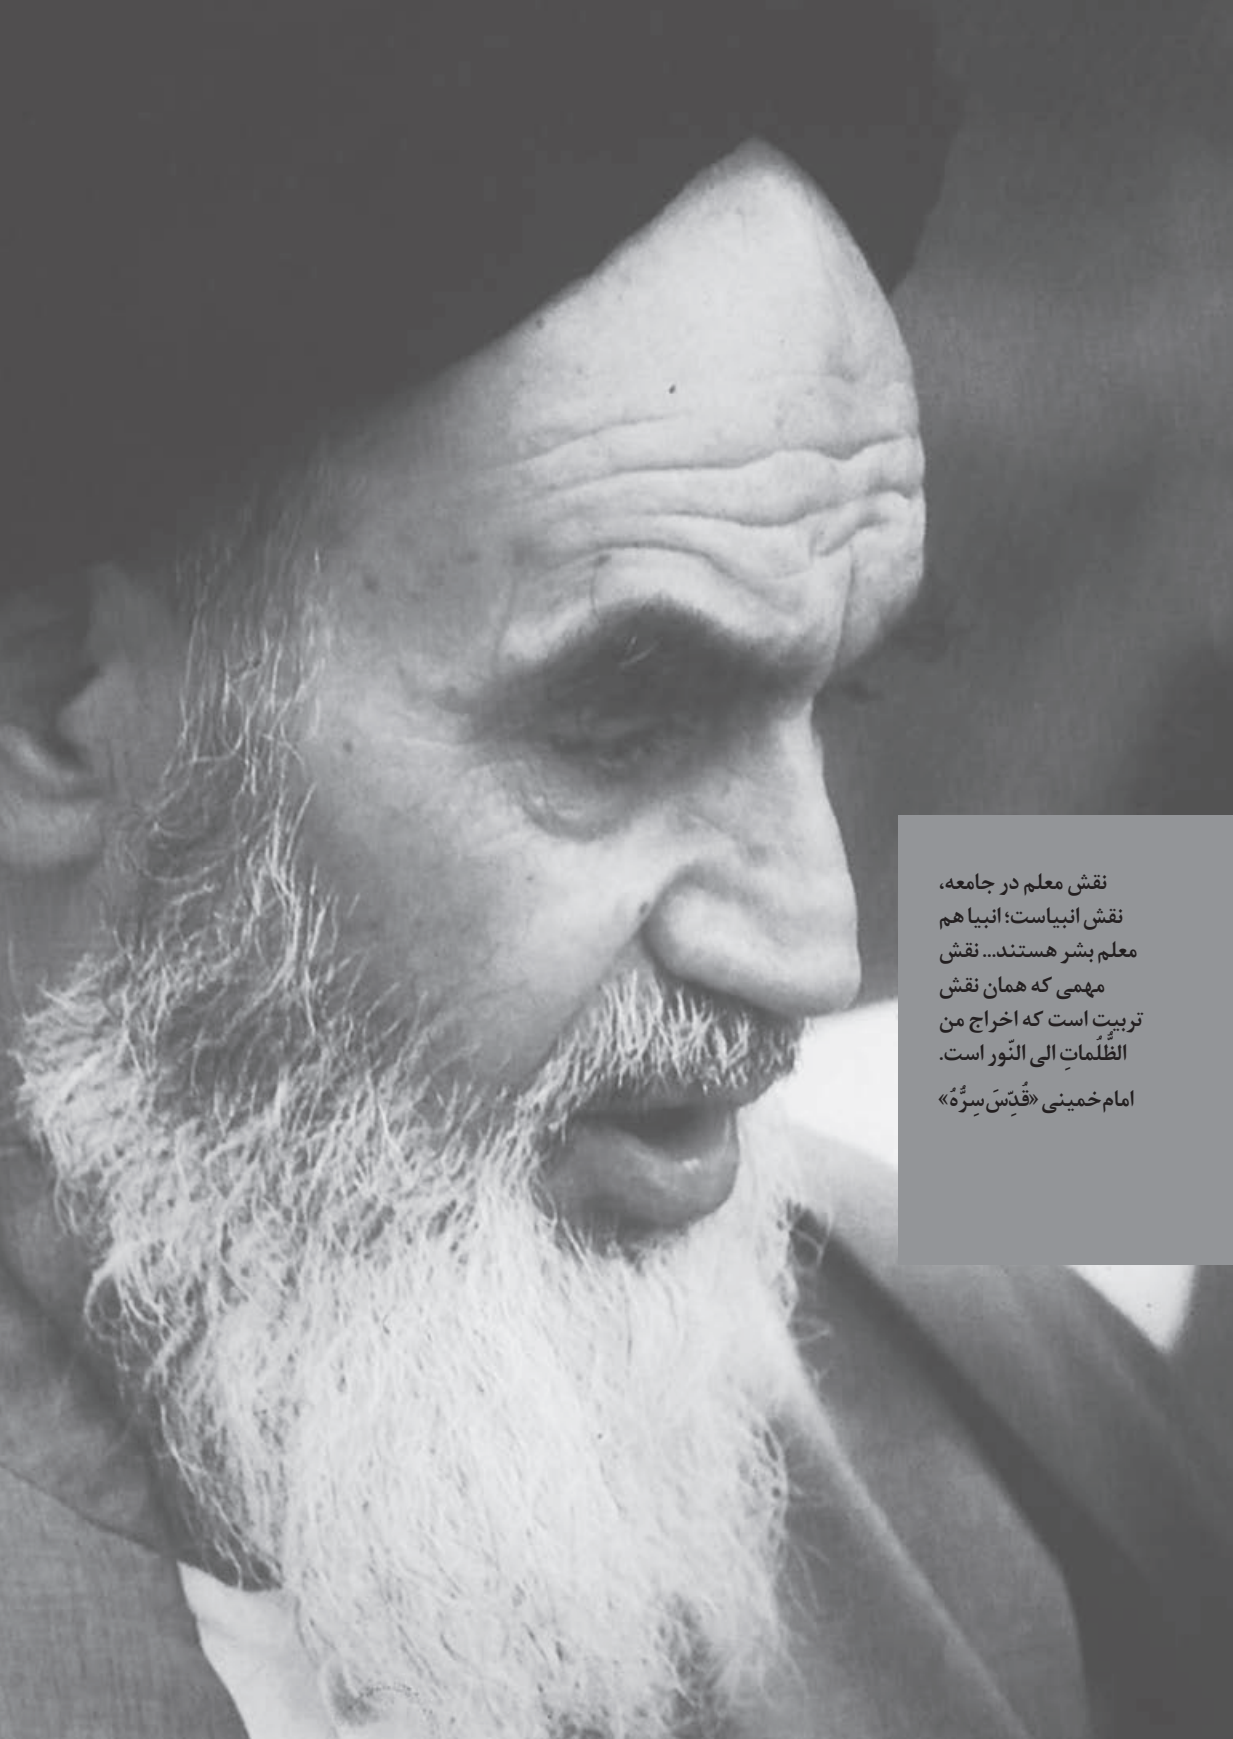 نقش معلم در جامعه،
نقش انبیاست؛ انبیا هم
معلم بشر هستند... نقش
مهمی که همان نقش
تربیت است که اخراج من
الظُّلُماتِ الی النّور است.
امام‌خمینی «قُدِّسَ سِرُّهُ»